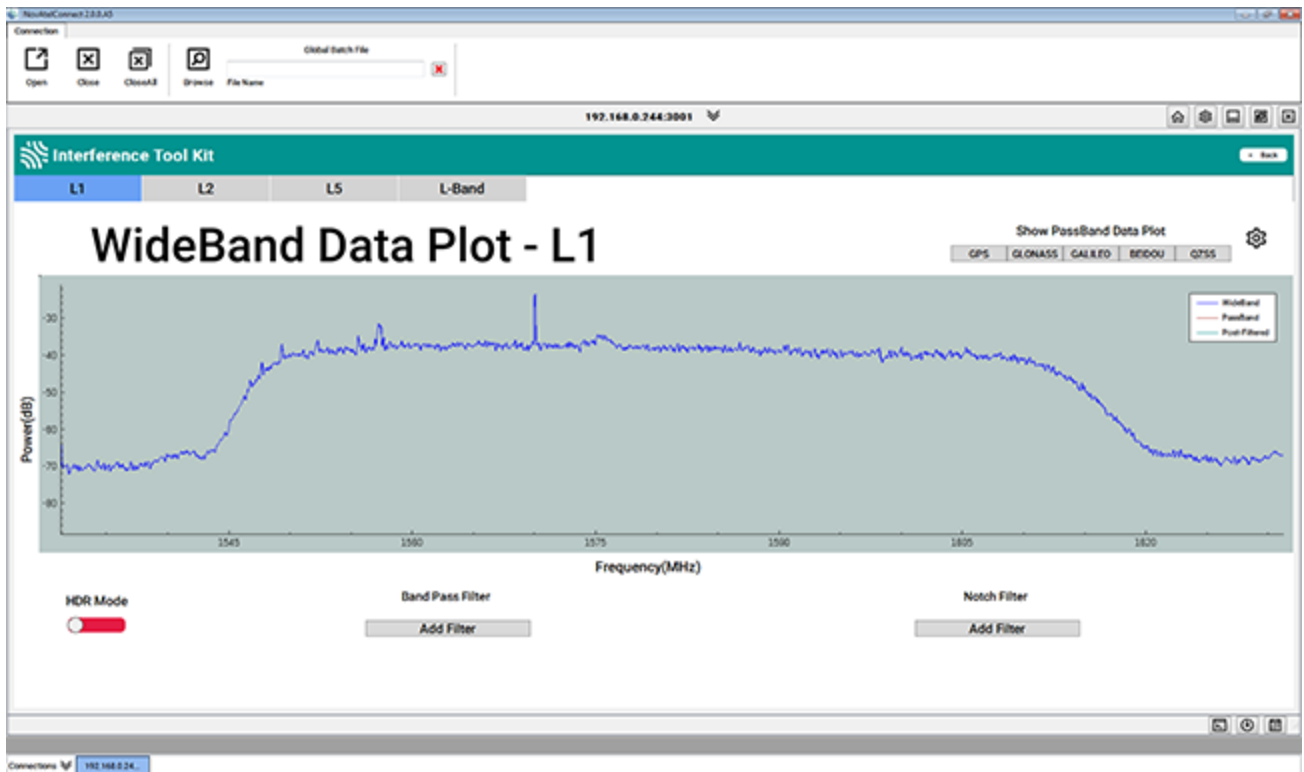 NovAtelConnect 2.0.0.A5
Connection
Open
Close
CloseAll
Browse
Global Batch File
File Name
192.168.0.244:3001
Interference Tool Kit
< Back
L1 L2 L5 L-Band
WideBand Data Plot - L1
Show PassBand Data Plot
GPS GLONASS GALILEO BEIDOU QZSS
WideBand
PassBand
Post-Filtered
Power(dB)
-30
-40
-50
-60
-70
-80
1545 1560 1575 1590 1605 1620
Frequency(MHz)
HDR Mode
Band Pass Filter
Add Filter
Notch Filter
Add Filter
Connections
192.168.0.24...